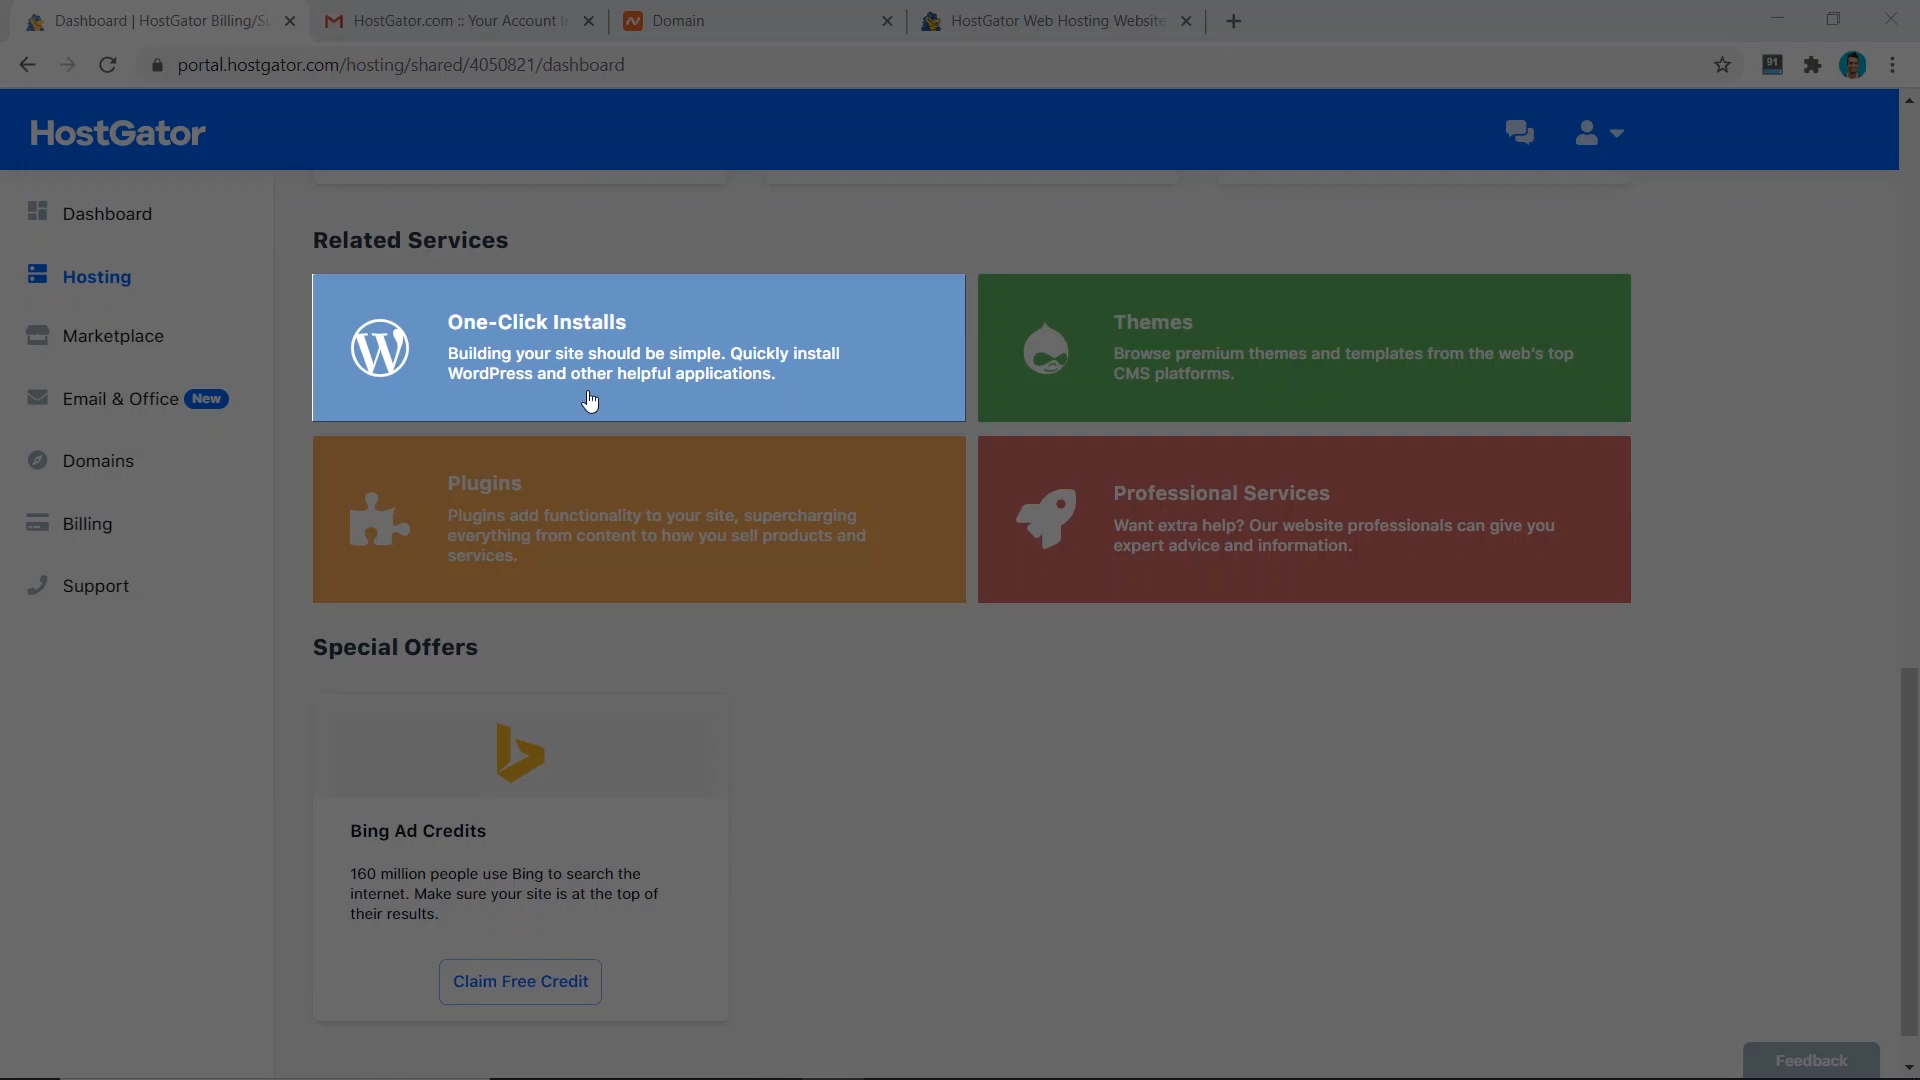 Dashboard | HostGator Billing/Su
HostGator.com :: Your Account I
Domain
HostGator Web Hosting Website
portal.hostgator.com/hosting/shared/4050821/dashboard
91
HostGator
Dashboard
Hosting
Marketplace
Email & Office New
Domains
Billing
Support
Related Services
One-Click Installs
Building your site should be simple. Quickly install
WordPress and other helpful applications.
Themes
Browse premium themes and templates from the web's top
CMS platforms.
Plugins
Plugins add functionality to your site, supercharging
everything from content to how you sell products and
services.
Professional Services
Want extra help? Our website professionals can give you
expert advice and information.
Special Offers
Bing Ad Credits
160 million people use Bing to search the
internet. Make sure your site is at the top of
their results.
Claim Free Credit
Feedback